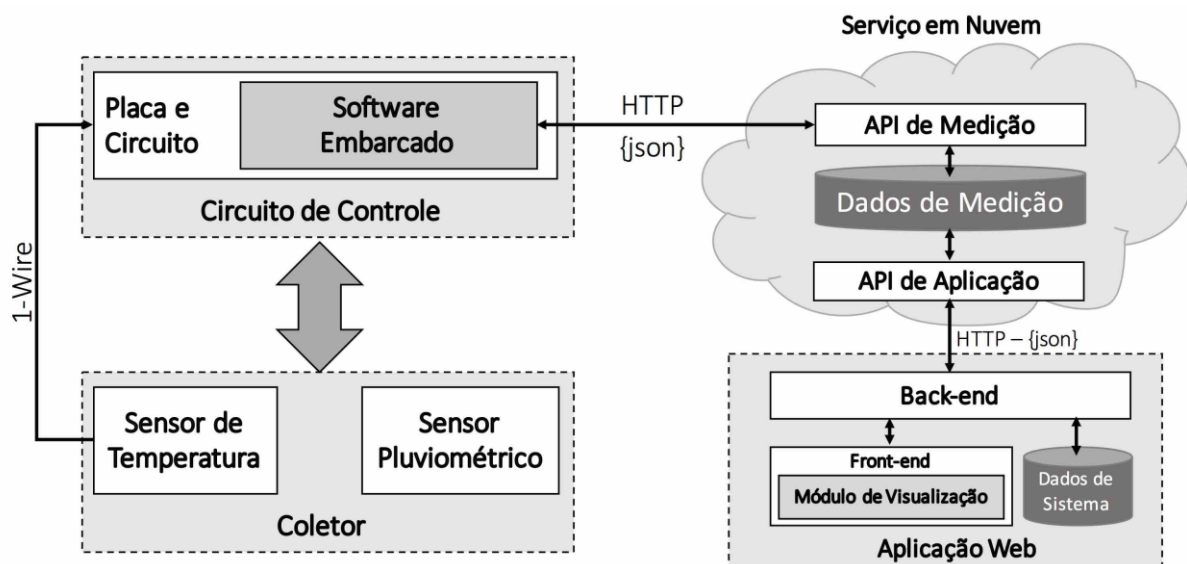 Serviço em Nuvem
Placa e
Circuito
Software
Embarcado
Circuito de Controle
HTTP
{json}
API de Medição
Dados de Medição
API de Aplicação
1-Wire
HTTP – {json}
Sensor de
Temperatura
Sensor
Pluviométrico
Coletor
Back-end
Front-end
Módulo de Visualização
Dados de
Sistema
Aplicação Web